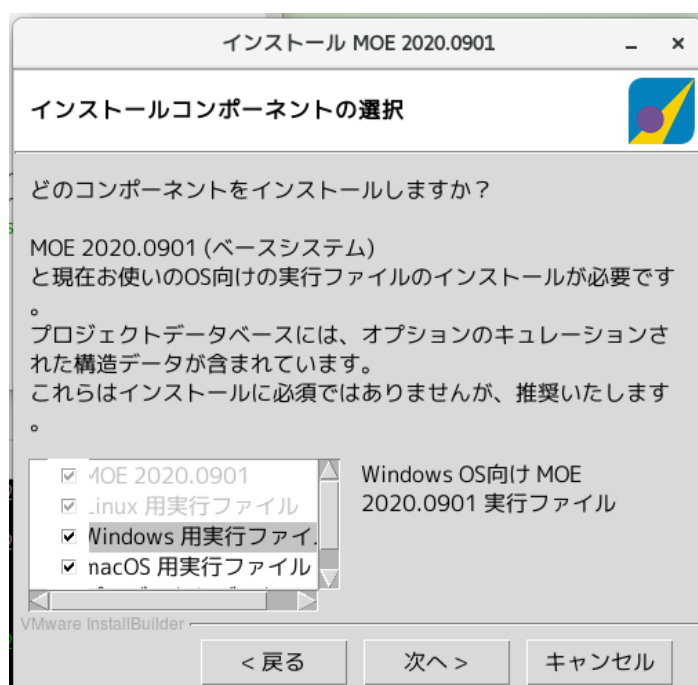 インストール MOE 2020.0901
インストールコンポーネントの選択
どのコンポーネントをインストールしますか？
MOE 2020.0901 (ベースシステム)
と現在お使いのOS向けの実行ファイルのインストールが必要です
。
プロジェクトデータベースには、オプションのキュレーションさ
れた構造データが含まれています。
これらはインストールに必須ではありませんが、推奨いたします
。
MOE 2020.0901
Linux 用実行ファイル
Windows 用実行ファイ
macOS 用実行ファイル
Windows OS向け MOE
2020.0901 実行ファイル
VMware InstallBuilder
< 戻る
次へ >
キャンセル